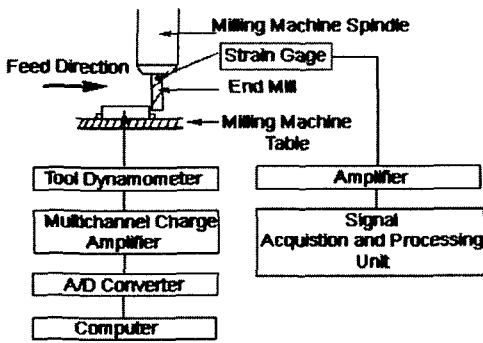 Milling Machine Spindle
Strain Gage
Feed Direction
End Mill
Milling Machine
Table
Tool Dynamometer
Multichannel Charge
Amplifier
A/D Converter
Computer
Amplifier
Signal
Acquistion and Processing
Unit